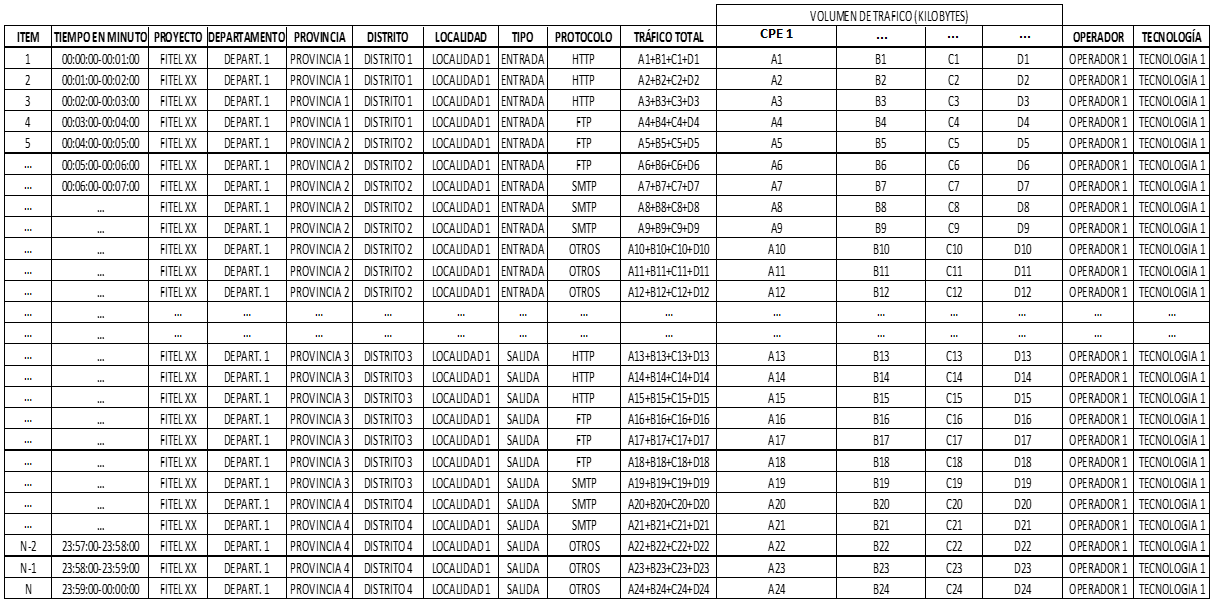 VOLUMEN DE TRAFICO (KILOBYTES)
ITEM TIEMPO EN MINUTO PROYECTO DEPARTAMENTO PROVINCIA DISTRITO LOCALIDAD TIPO PROTOCOLO TRÁFICO TOTAL CPE 1 ... ... ... OPERADOR TECNOLOGÍA
1 00:00:00-00:01:00 FITEL XX DEPART. 1 PROVINCIA 1 DISTRITO 1 LOCALIDAD 1 ENTRADA HTTP A1+B1+C1+D1 A1 B1 C1 D1 OPERADOR 1 TECNOLOGIA 1
2 00:01:00-00:02:00 FITEL XX DEPART. 1 PROVINCIA 1 DISTRITO 1 LOCALIDAD 1 ENTRADA HTTP A2+B2+C2+D2 A2 B2 C2 D2 OPERADOR 1 TECNOLOGIA 1
3 00:02:00-00:03:00 FITEL XX DEPART. 1 PROVINCIA 1 DISTRITO 1 LOCALIDAD 1 ENTRADA HTTP A3+B3+C3+D3 A3 B3 C3 D3 OPERADOR 1 TECNOLOGIA 1
4 00:03:00-00:04:00 FITEL XX DEPART. 1 PROVINCIA 1 DISTRITO 1 LOCALIDAD 1 ENTRADA FTP A4+B4+C4+D4 A4 B4 C4 D4 OPERADOR 1 TECNOLOGIA 1
5 00:04:00-00:05:00 FITEL XX DEPART. 1 PROVINCIA 2 DISTRITO 2 LOCALIDAD 1 ENTRADA FTP A5+B5+C5+D5 A5 B5 C5 D5 OPERADOR 1 TECNOLOGIA 1
... 00:05:00-00:06:00 FITEL XX DEPART. 1 PROVINCIA 2 DISTRITO 2 LOCALIDAD 1 ENTRADA FTP A6+B6+C6+D6 A6 B6 C6 D6 OPERADOR 1 TECNOLOGIA 1
... 00:06:00-00:07:00 FITEL XX DEPART. 1 PROVINCIA 2 DISTRITO 2 LOCALIDAD 1 ENTRADA SMTP A7+B7+C7+D7 A7 B7 C7 D7 OPERADOR 1 TECNOLOGIA 1
... ... FITEL XX DEPART. 1 PROVINCIA 2 DISTRITO 2 LOCALIDAD 1 ENTRADA SMTP A8+B8+C8+D8 A8 B8 C8 D8 OPERADOR 1 TECNOLOGIA 1
... ... FITEL XX DEPART. 1 PROVINCIA 2 DISTRITO 2 LOCALIDAD 1 ENTRADA SMTP A9+B9+C9+D9 A9 B9 C9 D9 OPERADOR 1 TECNOLOGIA 1
... ... FITEL XX DEPART. 1 PROVINCIA 2 DISTRITO 2 LOCALIDAD 1 ENTRADA OTROS A10+B10+C10+D10 A10 B10 C10 D10 OPERADOR 1 TECNOLOGIA 1
... ... FITEL XX DEPART. 1 PROVINCIA 2 DISTRITO 2 LOCALIDAD 1 ENTRADA OTROS A11+B11+C11+D11 A11 B11 C11 D11 OPERADOR 1 TECNOLOGIA 1
... ... FITEL XX DEPART. 1 PROVINCIA 2 DISTRITO 2 LOCALIDAD 1 ENTRADA OTROS A12+B12+C12+D12 A12 B12 C12 D12 OPERADOR 1 TECNOLOGIA 1
... ... ... ... ... ... ... ... ... ... ... ... ... ... ... ...
... ... ... ... ... ... ... ... ... ... ... ... ... ... ... ...
... ... FITEL XX DEPART. 1 PROVINCIA 3 DISTRITO 3 LOCALIDAD 1 SALIDA HTTP A13+B13+C13+D13 A13 B13 C13 D13 OPERADOR 1 TECNOLOGIA 1
... ... FITEL XX DEPART. 1 PROVINCIA 3 DISTRITO 3 LOCALIDAD 1 SALIDA HTTP A14+B14+C14+D14 A14 B14 C14 D14 OPERADOR 1 TECNOLOGIA 1
... ... FITEL XX DEPART. 1 PROVINCIA 3 DISTRITO 3 LOCALIDAD 1 SALIDA HTTP A15+B15+C15+D15 A15 B15 C15 D15 OPERADOR 1 TECNOLOGIA 1
... ... FITEL XX DEPART. 1 PROVINCIA 3 DISTRITO 3 LOCALIDAD 1 SALIDA FTP A16+B16+C16+D16 A16 B16 C16 D16 OPERADOR 1 TECNOLOGIA 1
... ... FITEL XX DEPART. 1 PROVINCIA 3 DISTRITO 3 LOCALIDAD 1 SALIDA FTP A17+B17+C17+D17 A17 B17 C17 D17 OPERADOR 1 TECNOLOGIA 1
... ... FITEL XX DEPART. 1 PROVINCIA 3 DISTRITO 3 LOCALIDAD 1 SALIDA FTP A18+B18+C18+D18 A18 B18 C18 D18 OPERADOR 1 TECNOLOGIA 1
... ... FITEL XX DEPART. 1 PROVINCIA 3 DISTRITO 3 LOCALIDAD 1 SALIDA SMTP A19+B19+C19+D19 A19 B19 C19 D19 OPERADOR 1 TECNOLOGIA 1
... ... FITEL XX DEPART. 1 PROVINCIA 4 DISTRITO 4 LOCALIDAD 1 SALIDA SMTP A20+B20+C20+D20 A20 B20 C20 D20 OPERADOR 1 TECNOLOGIA 1
... ... FITEL XX DEPART. 1 PROVINCIA 4 DISTRITO 4 LOCALIDAD 1 SALIDA SMTP A21+B21+C21+D21 A21 B21 C21 D21 OPERADOR 1 TECNOLOGIA 1
N-2 23:57:00-23:58:00 FITEL XX DEPART. 1 PROVINCIA 4 DISTRITO 4 LOCALIDAD 1 SALIDA OTROS A22+B22+C22+D22 A22 B22 C22 D22 OPERADOR 1 TECNOLOGIA 1
N-1 23:58:00-23:59:00 FITEL XX DEPART. 1 PROVINCIA 4 DISTRITO 4 LOCALIDAD 1 SALIDA OTROS A23+B23+C23+D23 A23 B23 C23 D23 OPERADOR 1 TECNOLOGIA 1
N 23:59:00-00:00:00 FITEL XX DEPART. 1 PROVINCIA 4 DISTRITO 4 LOCALIDAD 1 SALIDA OTROS A24+B24+C24+D24 A24 B24 C24 D24 OPERADOR 1 TECNOLOGIA 1